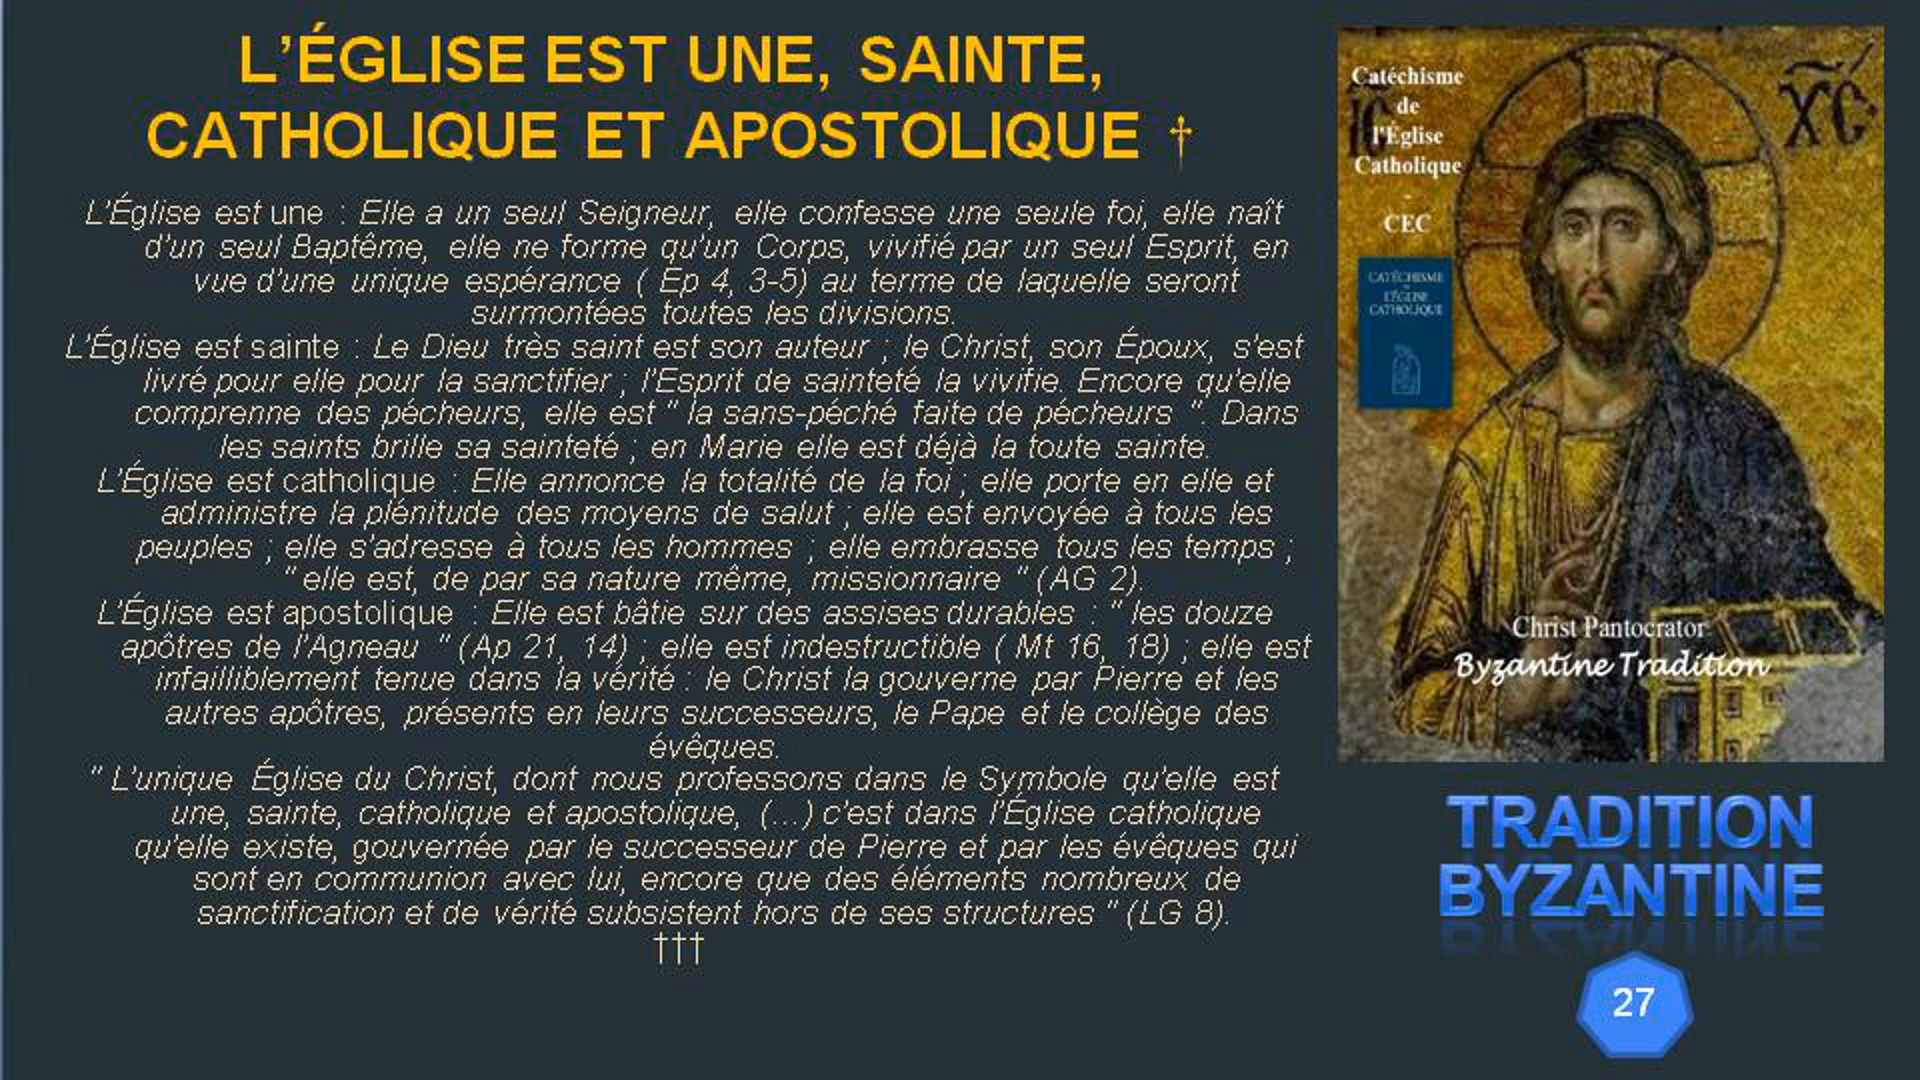 L’ÉGLISE EST UNE, SAINTE,
CATHOLIQUE ET APOSTOLIQUE †
L’Église est une : Elle a un seul Seigneur, elle confesse une seule foi, elle naît
d’un seul Baptême, elle ne forme qu’un Corps, vivifié par un seul Esprit, en
vue d’une unique espérance ( Ep 4, 3-5) au terme de laquelle seront
surmontées toutes les divisions.
L’Église est sainte : Le Dieu très saint est son auteur ; le Christ, son Époux, s’est
livré pour elle pour la sanctifier ; l’Esprit de sainteté la vivifie. Encore qu’elle
comprenne des pécheurs, elle est " la sans-péché faite de pécheurs ". Dans
les saints brille sa sainteté ; en Marie elle est déjà la toute sainte.
L’Église est catholique : Elle annonce la totalité de la foi ; elle porte en elle et
administre la plénitude des moyens de salut ; elle est envoyée à tous les
peuples ; elle s’adresse à tous les hommes ; elle embrasse tous les temps ;
" elle est, de par sa nature même, missionnaire " (AG 2).
L’Église est apostolique : Elle est bâtie sur des assises durables : " les douze
apôtres de l’Agneau " (Ap 21, 14) ; elle est indestructible ( Mt 16, 18) ; elle est
infailliblement tenue dans la vérité : le Christ la gouverne par Pierre et les
autres apôtres, présents en leurs successeurs, le Pape et le collège des
évêques.
" L’unique Église du Christ, dont nous professons dans le Symbole qu’elle est
une, sainte, catholique et apostolique, (...) c’est dans l’Église catholique
qu’elle existe, gouvernée par le successeur de Pierre et par les évêques qui
sont en communion avec lui, encore que des éléments nombreux de
sanctification et de vérité subsistent hors de ses structures " (LG 8).
†††
Catéchisme
de
l'Église
Catholique
-
CEC
IC
XC
CATÉCHISME
DE
L'ÉGLISE
CATHOLIQUE
Christ Pantocrator
Byzantine Tradition
TRADITION
BYZANTINE
27